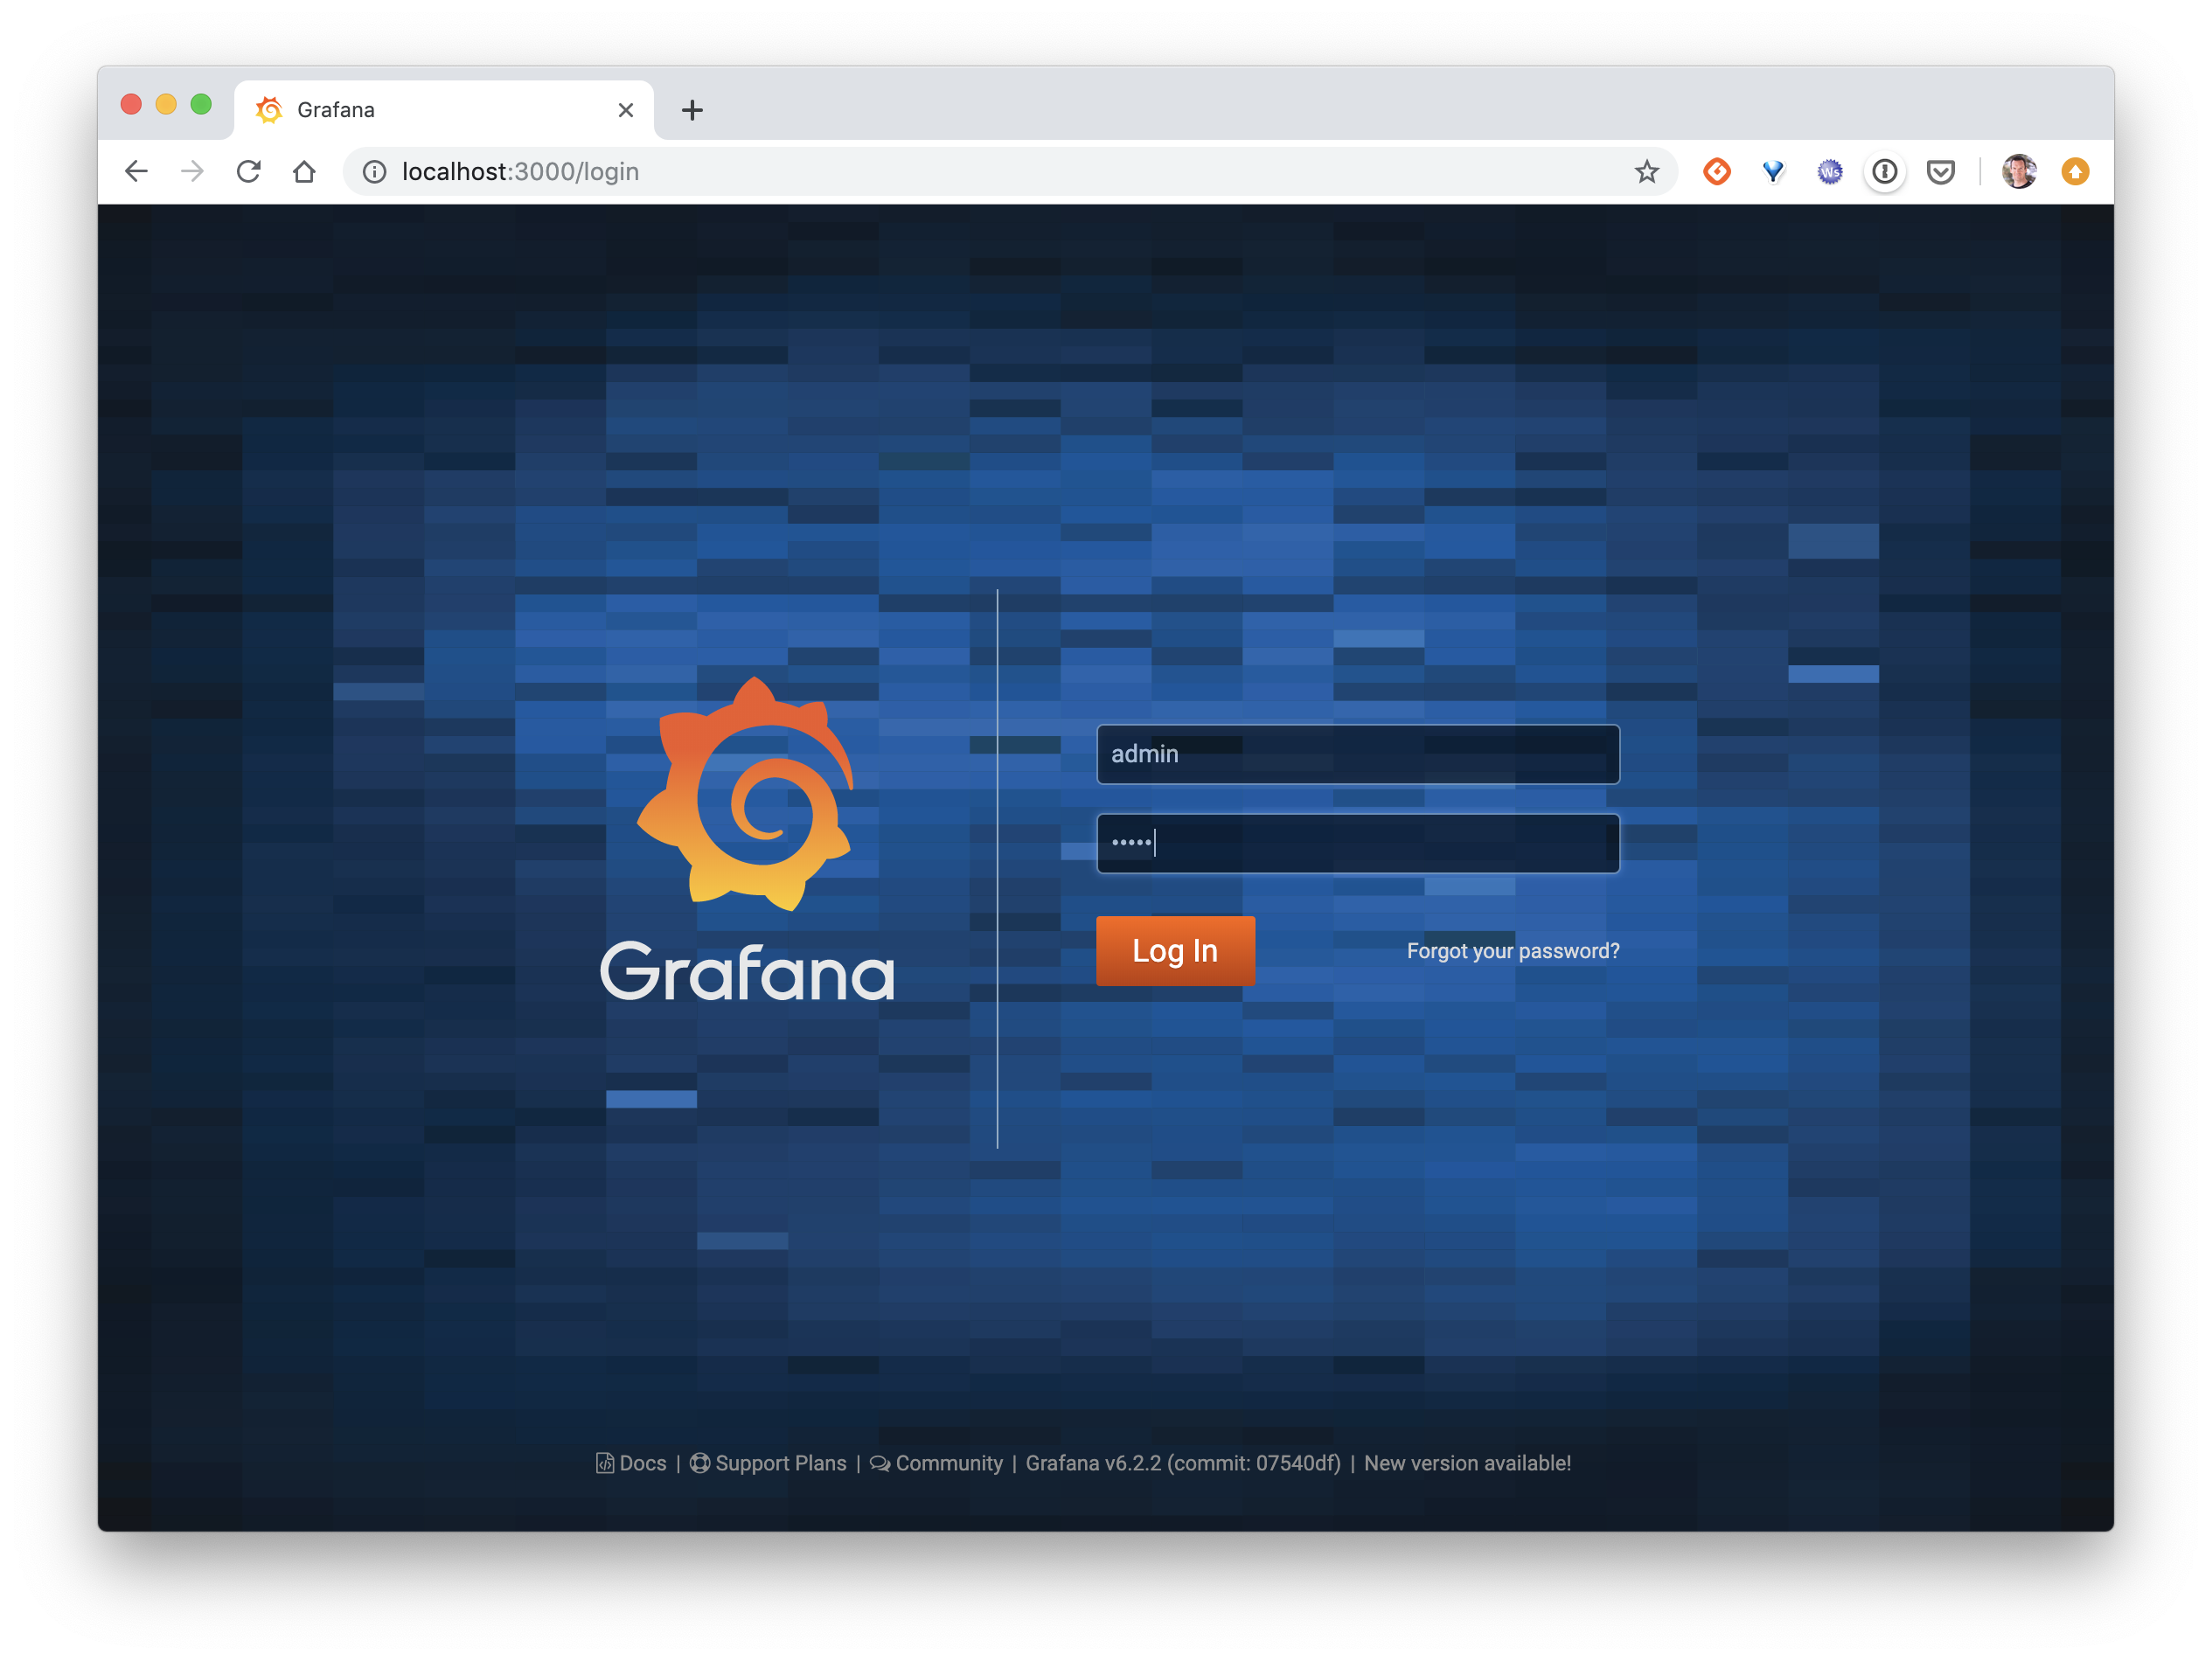 Grafana
localhost:3000/login
Ws
admin
•••••
Log In
Forgot your password?
Grafana
Docs | Support Plans | Community | Grafana v6.2.2 (commit: 07540df) | New version available!